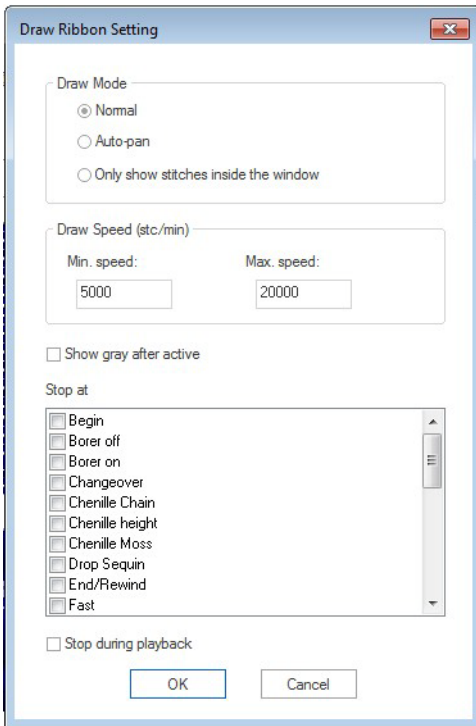 Draw Ribbon Setting
Draw Mode
Normal
Auto-pan
Only show stitches inside the window
Draw Speed (stc/min)
Min. speed: Max. speed:
5000 20000
Show gray after active
Stop at
Begin
Borer off
Borer on
Changeover
Chenille Chain
Chenille height
Chenille Moss
Drop Sequin
End/Rewind
Fast
Stop during playback
OK Cancel